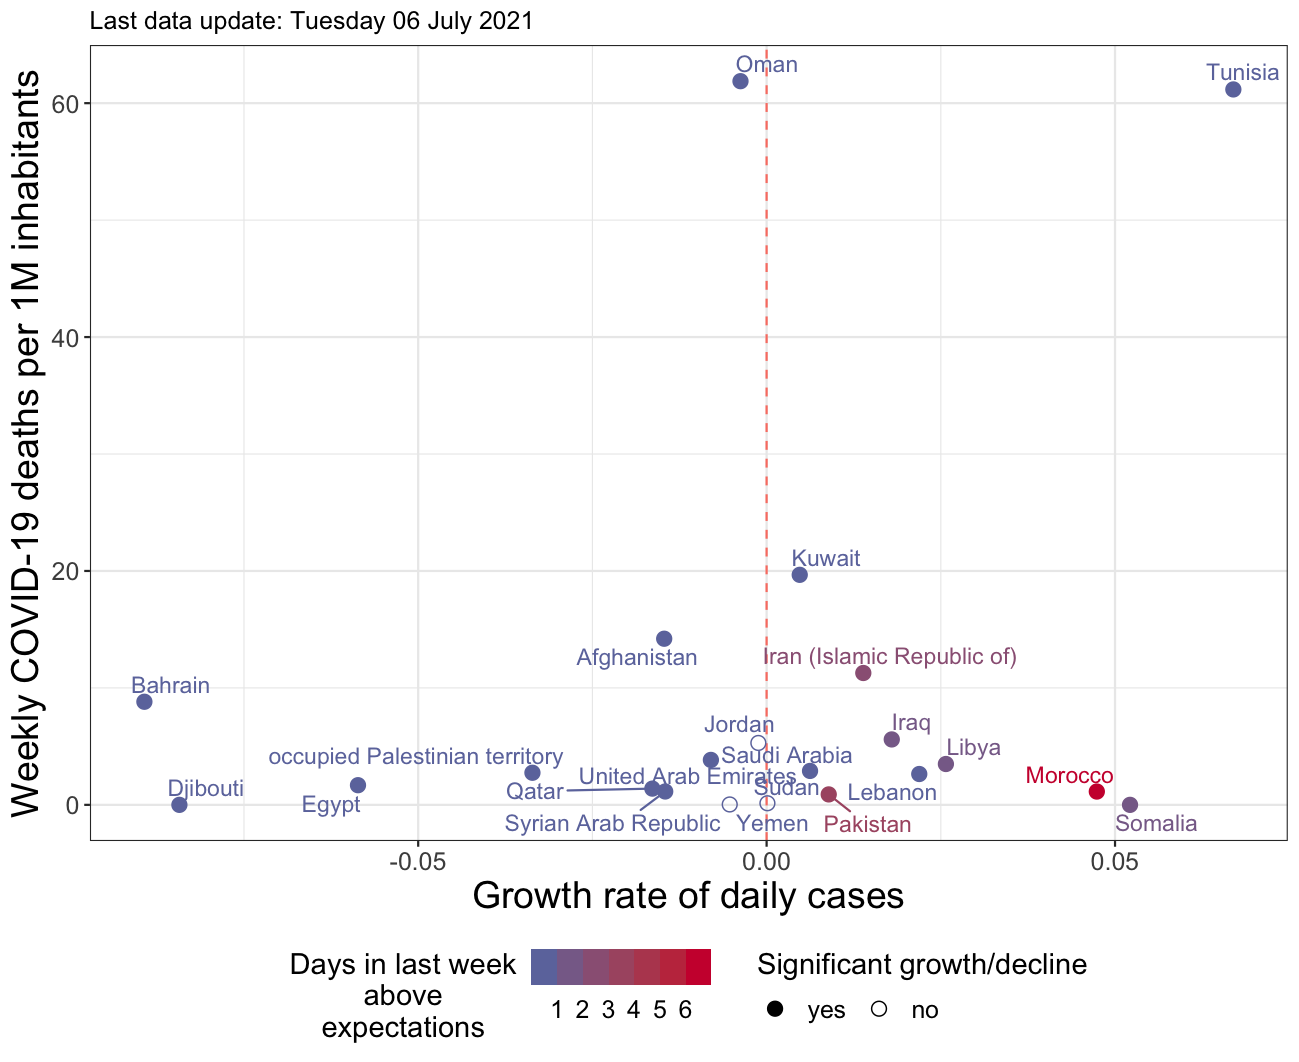 Last data update: Tuesday 06 July 2021
Weekly COVID-19 deaths per 1M inhabitants
60
40
20
0
Oman
Tunisia
Kuwait
Afghanistan
Iran (Islamic Republic of)
Bahrain
Jordan
Iraq
occupied Palestinian territory
Saudi Arabia
Libya
Djibouti
United Arab Emirates
Morocco
Egypt
Qatar
Sudan
Lebanon
Syrian Arab Republic
Yemen
Pakistan
Somalia
-0.05
0.00
0.05
Growth rate of daily cases
Days in last week
above
expectations
1 2 3 4 5 6
Significant growth/decline
yes
no